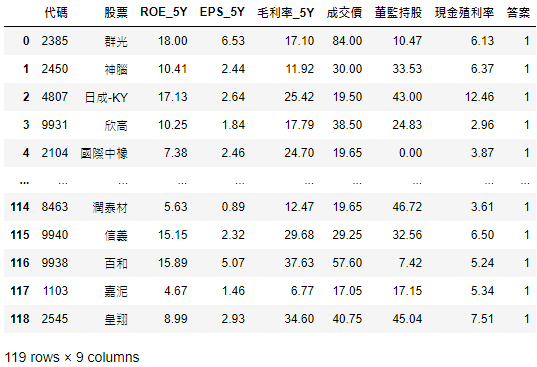 代碼 股票 ROE_5Y EPS_5Y 毛利率_5Y 成交價 董監持股 現金殖利率 答案
0 2385 群光 18.00 6.53 17.10 84.00 10.47 6.13 1
1 2450 神腦 10.41 2.44 11.92 30.00 33.53 6.37 1
2 4807 日成-KY 17.13 2.64 25.42 19.50 43.00 12.46 1
3 9931 欣高 10.25 1.84 17.79 38.50 24.83 2.96 1
4 2104 國際中橡 7.38 2.46 24.70 19.65 0.00 3.87 1
... ... ... ... ... ... ... ... ... ...
114 8463 潤泰材 5.63 0.89 12.47 19.65 46.72 3.61 1
115 9940 信義 15.15 2.32 29.68 29.25 32.56 6.50 1
116 9938 百和 15.89 5.07 37.63 57.60 7.42 5.24 1
117 1103 嘉泥 4.67 1.46 6.77 17.05 17.15 5.34 1
118 2545 皇翔 8.99 2.93 34.60 40.75 45.04 7.51 1
119 rows × 9 columns